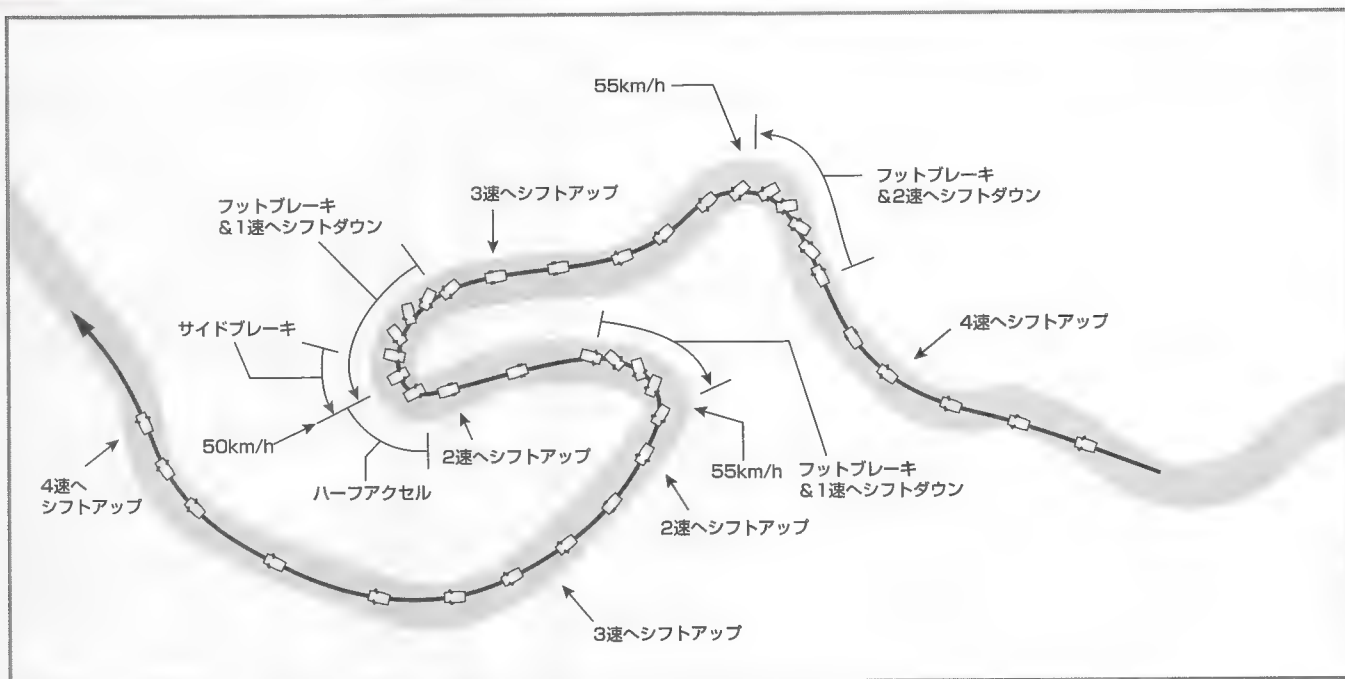 55km/h
フットブレーキ
&2速へシフトダウン
3速へシフトアップ
フットブレーキ
&1速へシフトダウン
4速へシフトアップ
サイドブレーキ
50km/h
2速へシフトアップ
55km/h
フットブレーキ
&1速へシフトダウン
ハーフアクセル
4速へ
シフトアップ
2速へシフトアップ
3速へシフトアップ